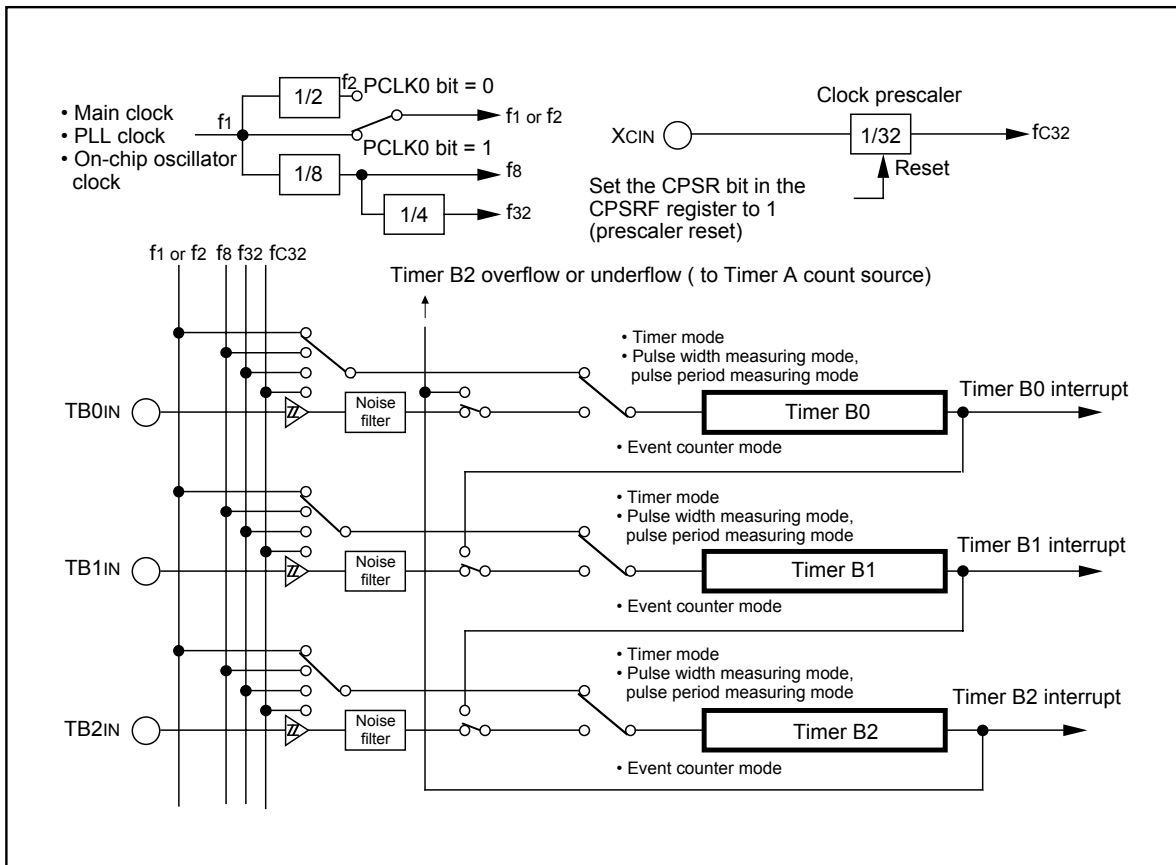 • Main clock
• PLL clock
• On-chip oscillator
clock
f1
1/2
f2
PCLK0 bit = 0
f1 or f2
PCLK0 bit = 1
1/8
f8
1/4
f32
Clock prescaler
XCIN
1/32
fC32
Reset
Set the CPSR bit in the
CPSRF register to 1
(prescaler reset)
f1 or f2 f8 f32 fC32
Timer B2 overflow or underflow ( to Timer A count source)
• Timer mode
• Pulse width measuring mode,
pulse period measuring mode
TB0IN
Noise
filter
Timer B0
Timer B0 interrupt
• Event counter mode
• Timer mode
• Pulse width measuring mode,
pulse period measuring mode
TB1IN
Noise
filter
Timer B1
Timer B1 interrupt
• Event counter mode
• Timer mode
• Pulse width measuring mode,
pulse period measuring mode
TB2IN
Noise
filter
Timer B2
Timer B2 interrupt
• Event counter mode